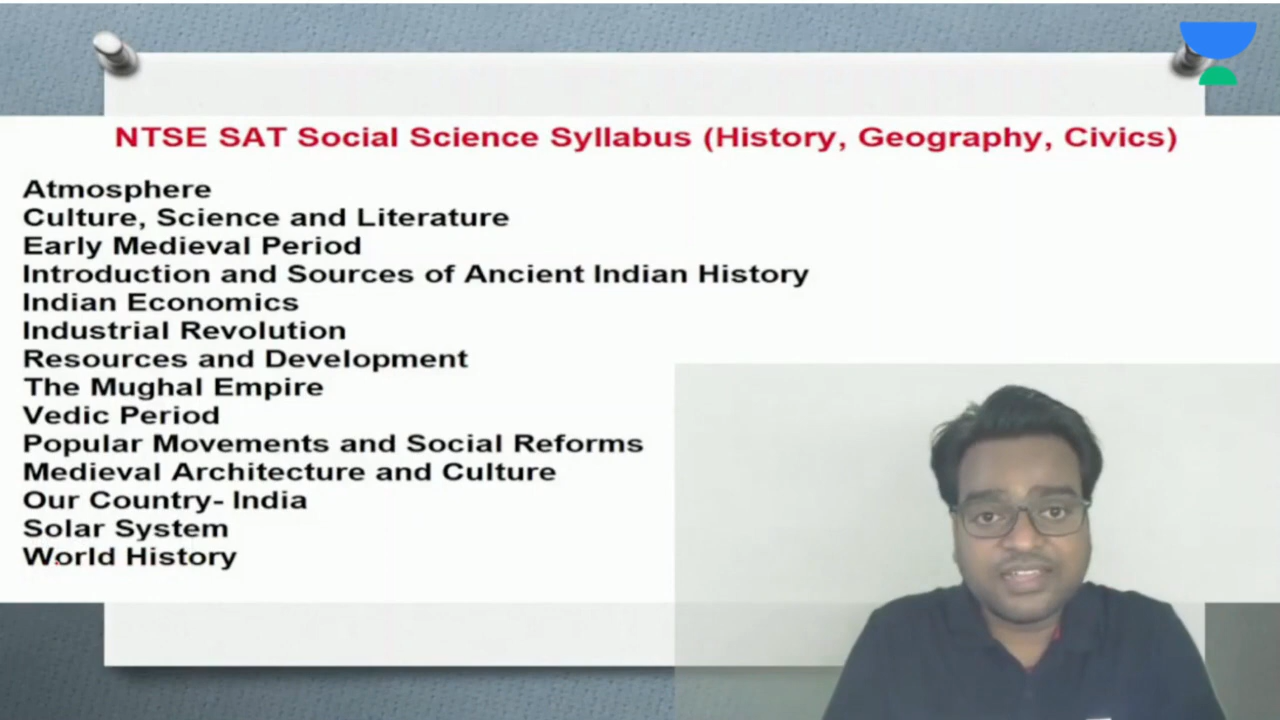 NTSE SAT Social Science Syllabus (History, Geography, Civics)
Atmosphere
Culture, Science and Literature
Early Medieval Period
Introduction and Sources of Ancient Indian History
Indian Economics
Industrial Revolution
Resources and Development
The Mughal Empire
Vedic Period
Popular Movements and Social Reforms
Medieval Architecture and Culture
Our Country- India
Solar System
World History